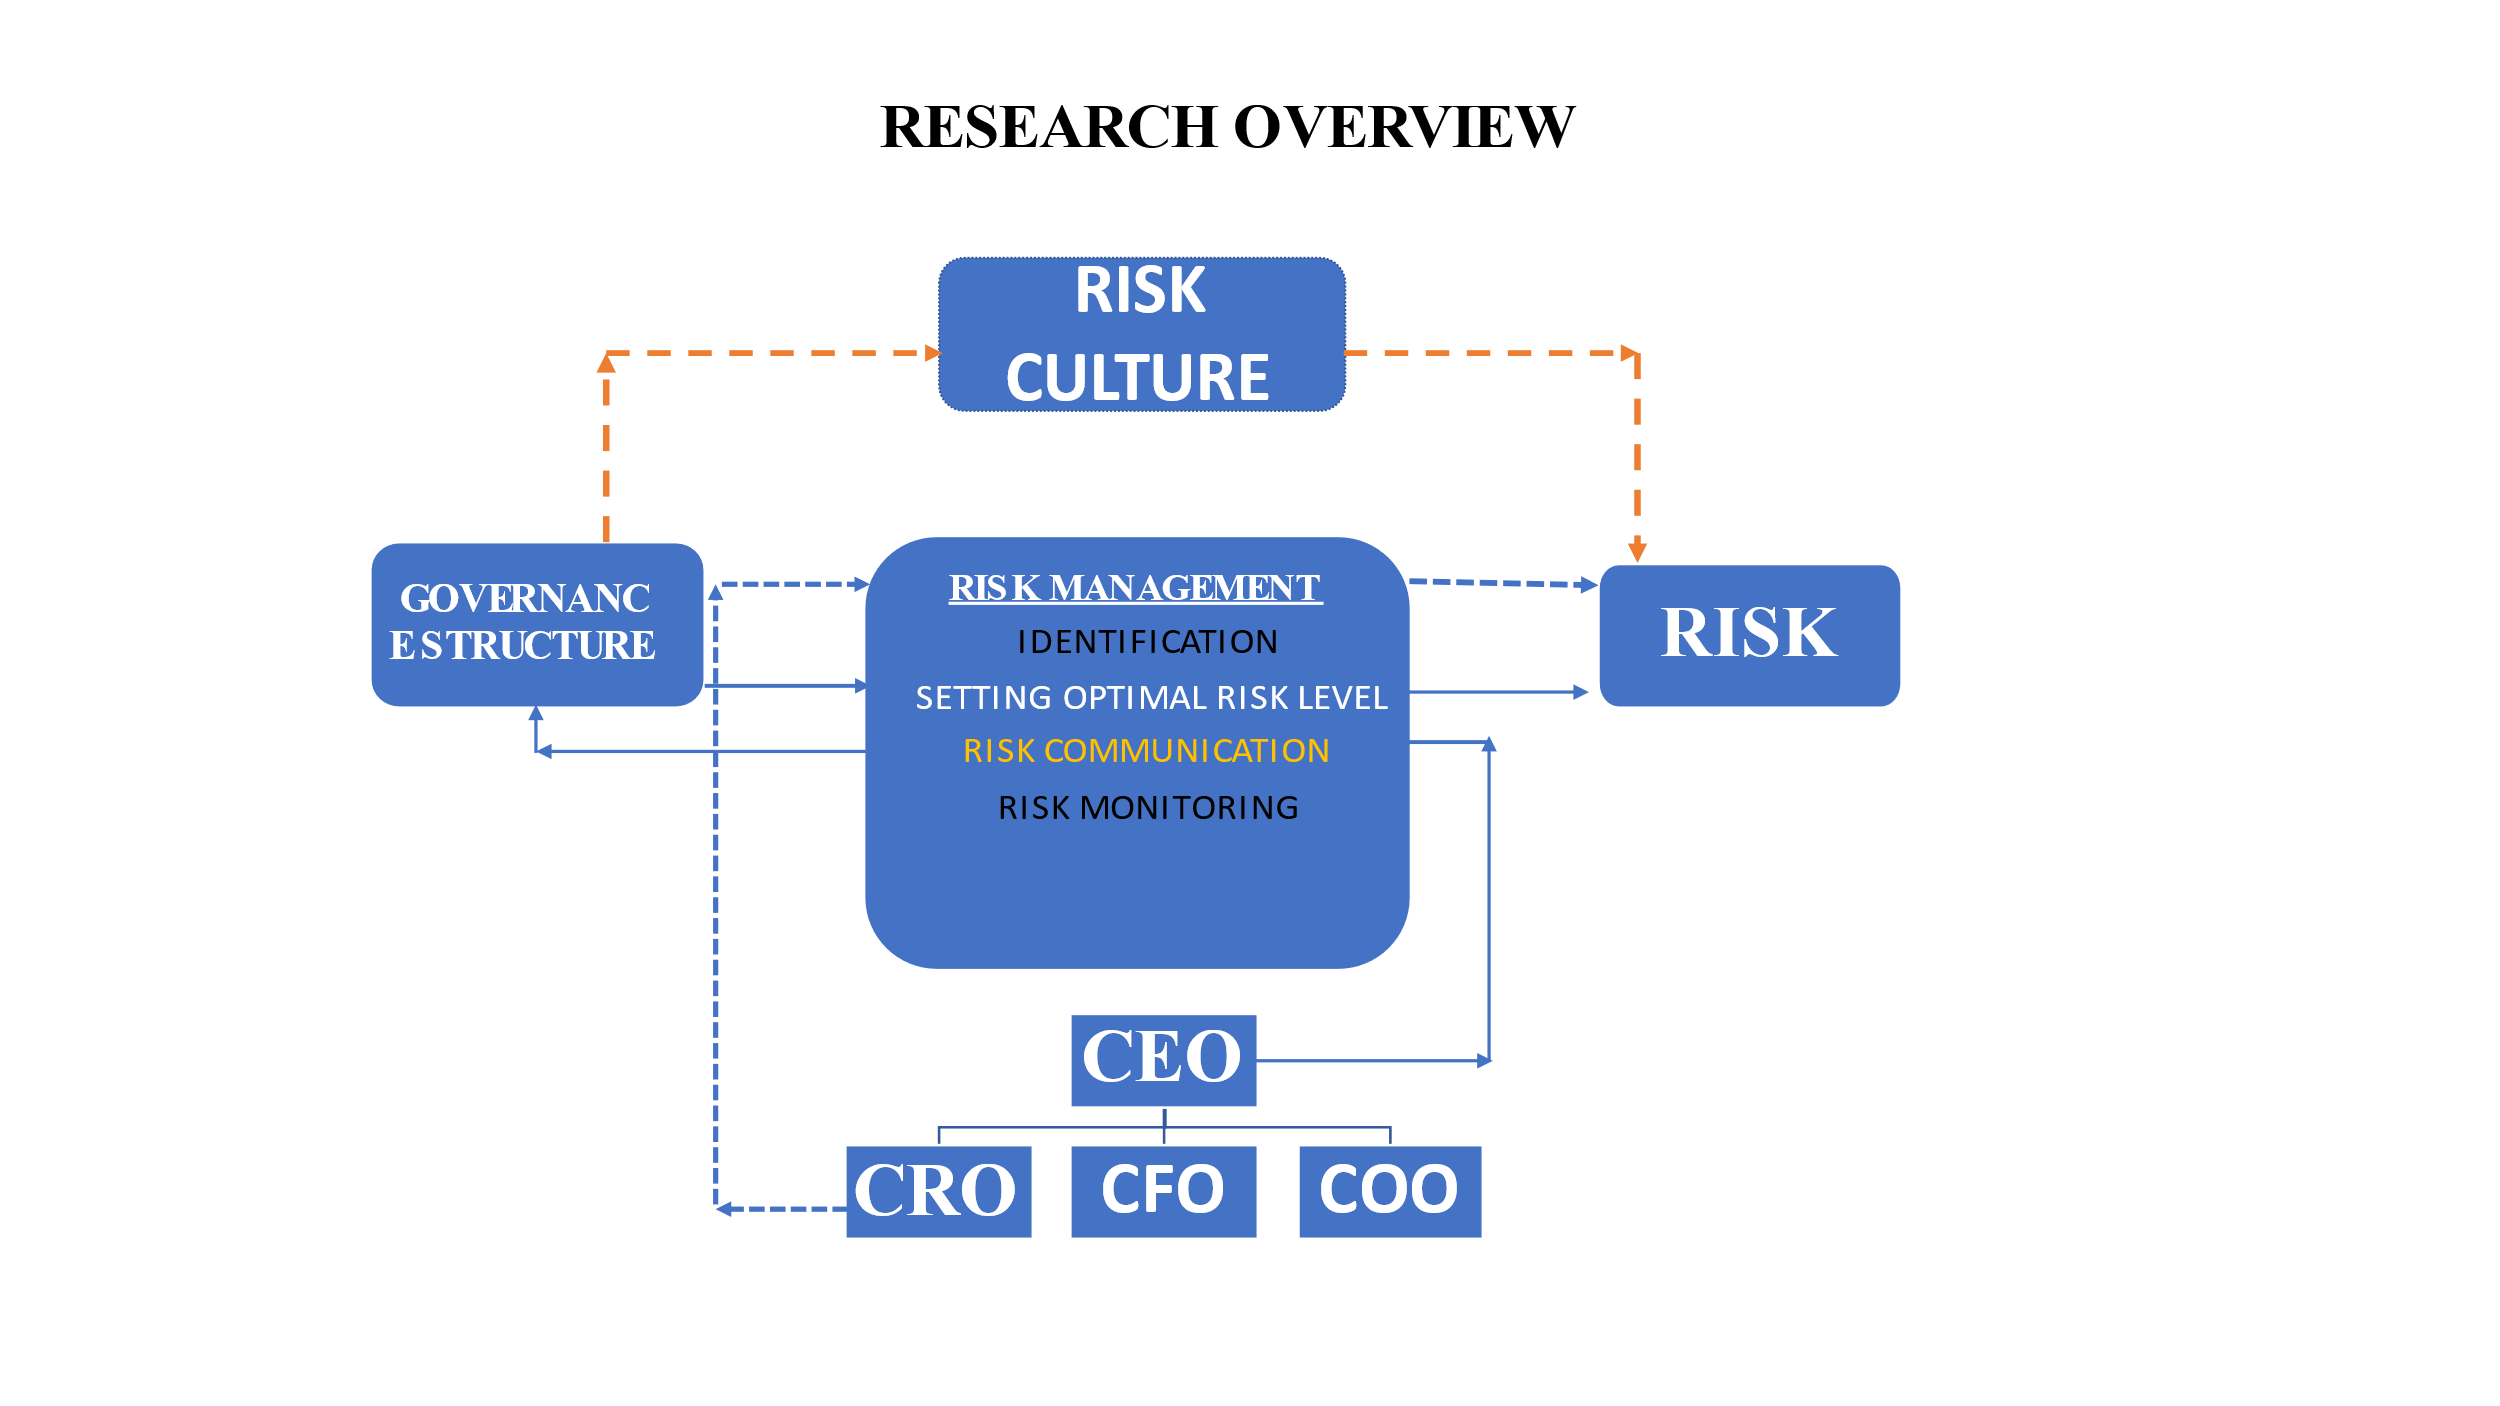 RESEARCH OVERVIEW
RISK
CULTURE
GOVERNANC
ESTRUCTURE
RISK MANAGEMENT
IDENTIFICATION
SETTING OPTIMAL RISK LEVEL
RISK COMMUNICATION
RISK MONITORING
RISK
CEO
CRO
CFO
COO